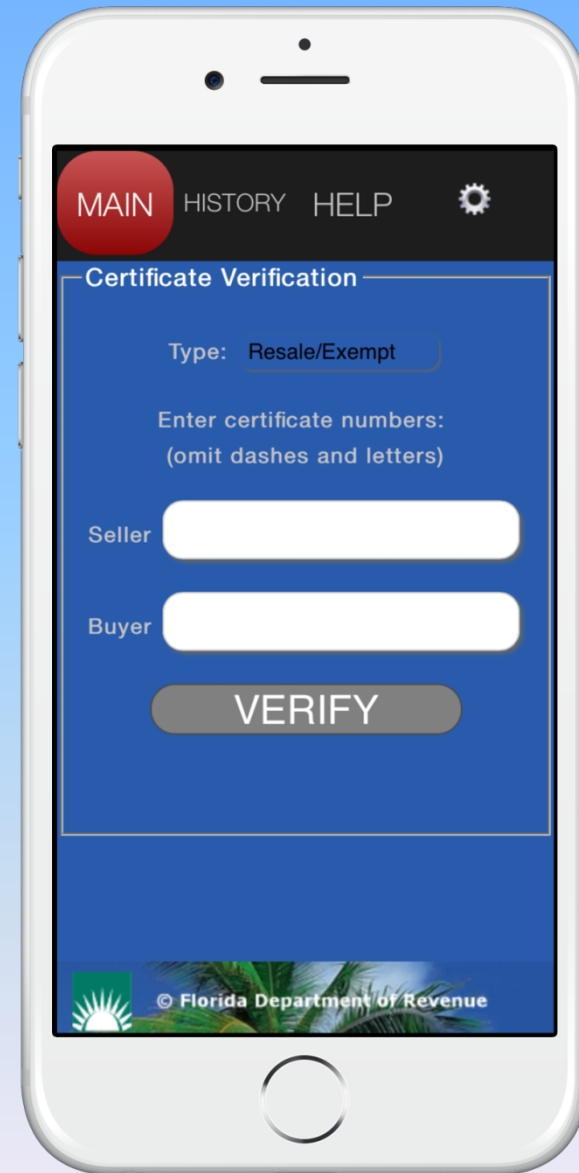 MAIN HISTORY HELP
Certificate Verification
Type: Resale/Exempt
Enter certificate numbers:
(omit dashes and letters)
Seller
Buyer
VERIFY
© Florida Department of Revenue